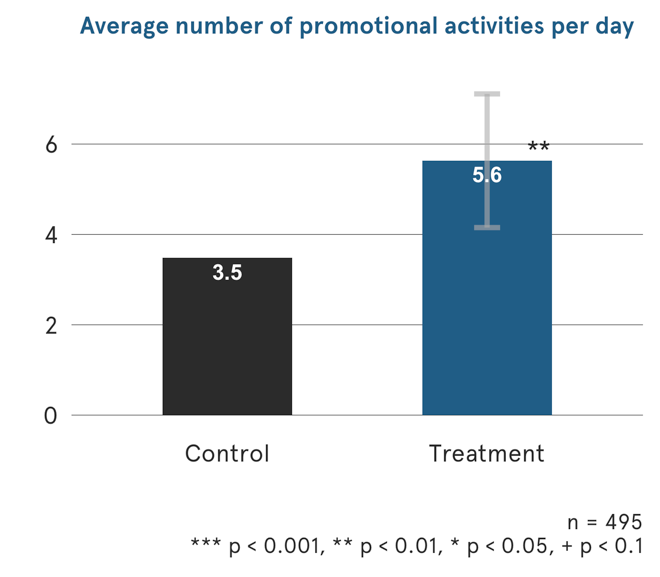 Average number of promotional activities per day
6
**
5.6
4
3.5
2
0
Control
Treatment
n = 495
*** p < 0.001, ** p < 0.01, * p < 0.05, + p < 0.1